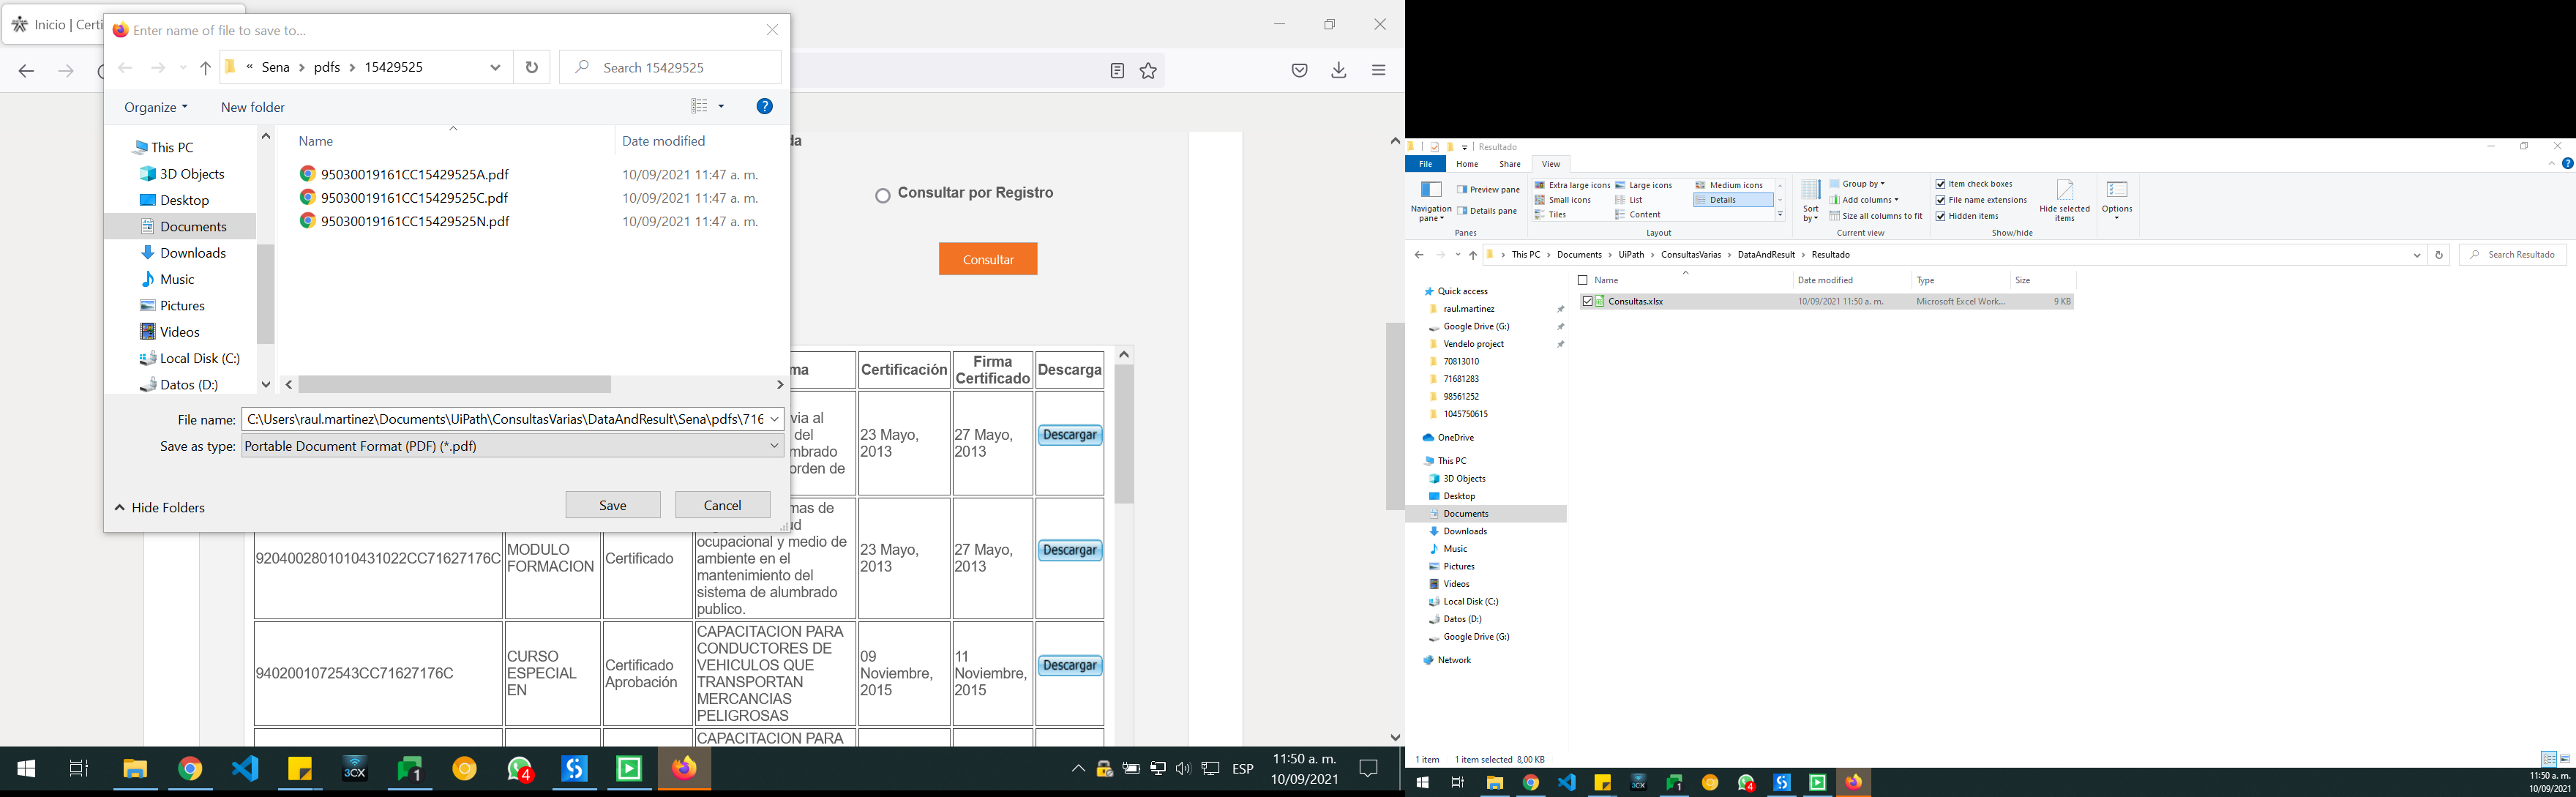 Inicio | Certi
Enter name of file to save to...
« Sena > pdfs > 15429525
Search 15429525
Organize
New folder
Name
Date modified
This PC
3D Objects
Desktop
Documents
Downloads
Music
Pictures
Videos
Local Disk (C:)
Datos (D:)
95030019161CC15429525A.pdf 10/09/2021 11:47 a. m.
95030019161CC15429525C.pdf 10/09/2021 11:47 a. m.
95030019161CC15429525N.pdf 10/09/2021 11:47 a. m.
File name: C:\Users\raul.martinez\Documents\UiPath\ConsultasVarias\DataAndResult\Sena\pdfs\716
Save as type: Portable Document Format (PDF) (*.pdf)
Hide Folders
Save
Cancel
da
Consultar por Registro
Consultar
ma
Certificación
Firma
Certificado
Descarga
via al
del
mbrado
orden de
23 Mayo,
2013
27 Mayo,
2013
Descargar
9204002801010431022CC71627176C
MODULO
FORMACION
Certificado
mas de
ud
ocupacional y medio de
ambiente en el
mantenimiento del
sistema de alumbrado
publico.
23 Mayo,
2013
27 Mayo,
2013
Descargar
9402001072543CC71627176C
CURSO
ESPECIAL
EN
Certificado
Aprobación
CAPACITACION PARA
CONDUCTORES DE
VEHICULOS QUE
TRANSPORTAN
MERCANCIAS
PELIGROSAS
09
Noviembre,
2015
11
Noviembre,
2015
Descargar
CAPACITACION PARA
3CX
1
4
ESP
11:50 a. m.
10/09/2021
Resultado
File
Home
Share
View
Navigation
pane
Preview pane
Details pane
Panes
Extra large icons
Large icons
Medium icons
Small icons
List
Details
Tiles
Content
Layout
Sort
by
Group by
Add columns
Size all columns to fit
Current view
Item check boxes
File name extensions
Hidden items
Hide selected
items
Show/hide
Options
This PC > Documents > UiPath > ConsultasVarias > DataAndResult > Resultado
Search Resultado
Name
Date modified
Type
Size
Consultas.xlsx 10/09/2021 11:50 a. m. Microsoft Excel Work... 9 KB
Quick access
raul.martinez
Google Drive (G:)
Vendelo project
70813010
71681283
98561252
1045750615
OneDrive
This PC
3D Objects
Desktop
Documents
Downloads
Music
Pictures
Videos
Local Disk (C:)
Datos (D:)
Google Drive (G:)
Network
1 item
1 item selected 8,00 KB
3CX
1
4
11:50 a. m.
10/09/2021